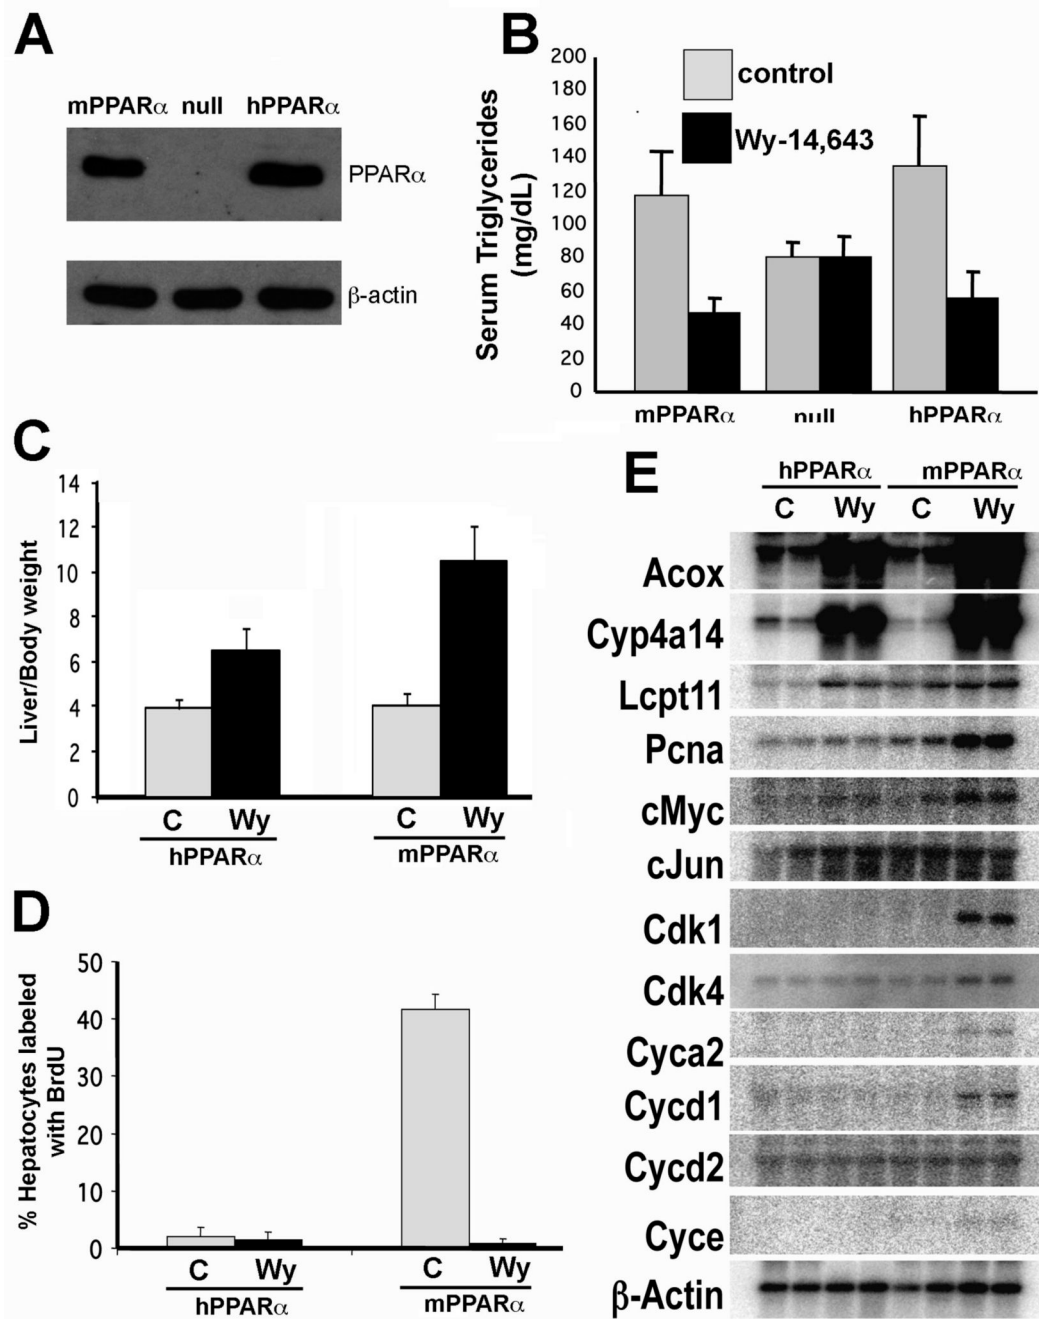 A
mPPARα null hPPARα
PPARα
β-actin
B
200
180
160
140
120
100
80
60
40
20
0
Serum Triglycerides
(mg/dL)
control
Wy-14,643
mPPARα null hPPARα
C
14
12
10
8
6
4
2
0
Liver/Body weight
C Wy C Wy
hPPARα mPPARα
D
50
40
30
20
10
0
% Hepatocytes labeled
with BrdU
C Wy C Wy
hPPARα mPPARα
E
hPPARα mPPARα
C Wy C Wy
Acox
Cyp4a14
Lcpt11
Pcna
cMyc
cJun
Cdk1
Cdk4
Cyca2
Cycd1
Cycd2
Cyce
β-Actin